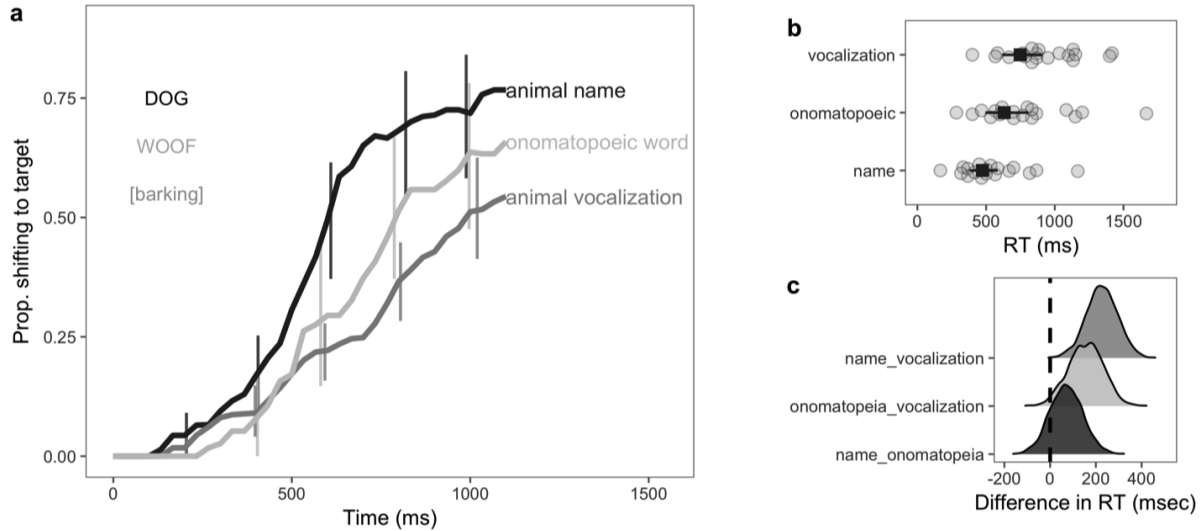 a
Prop. shifting to target
0.75
0.50
0.25
0.00
DOG
WOOF
[barking]
animal name
onomatopoeic word
animal vocalization
0
500
1000
1500
Time (ms)
b
vocalization
onomatopoeic
name
0
500
1000
1500
RT (ms)
c
name_vocalization
onomatopeia_vocalization
name_onomatopeia
-200
0
200
400
Difference in RT (msec)